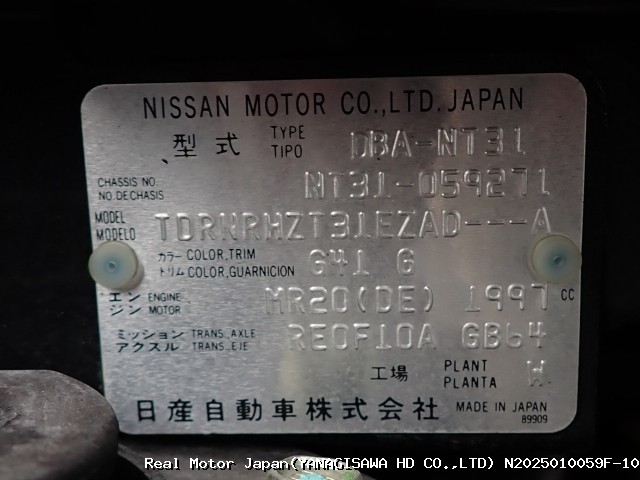 NISSAN MOTOR CO.,LTD. JAPAN
型式 TYPE TIPO DBA-NT31
CHASSIS NO. NO. DE CHASIS NT31-059271
MODEL MODELO TDRNRHZT31EZAD---A
カラー COLOR,TRIM トリム COLOR,GUARNICION G41 G
エンジン ENGINE MOTOR MR20(DE) 1997 CC
ミッション TRANS,AXLE アクスル TRANS,EJE RE0F10A GB64
工場 PLANT PLANTA W
日産自動車株式会社 MADE IN JAPAN
89909
Real Motor Japan(YANAGISAWA HD CO.,LTD) N2025010059F-10